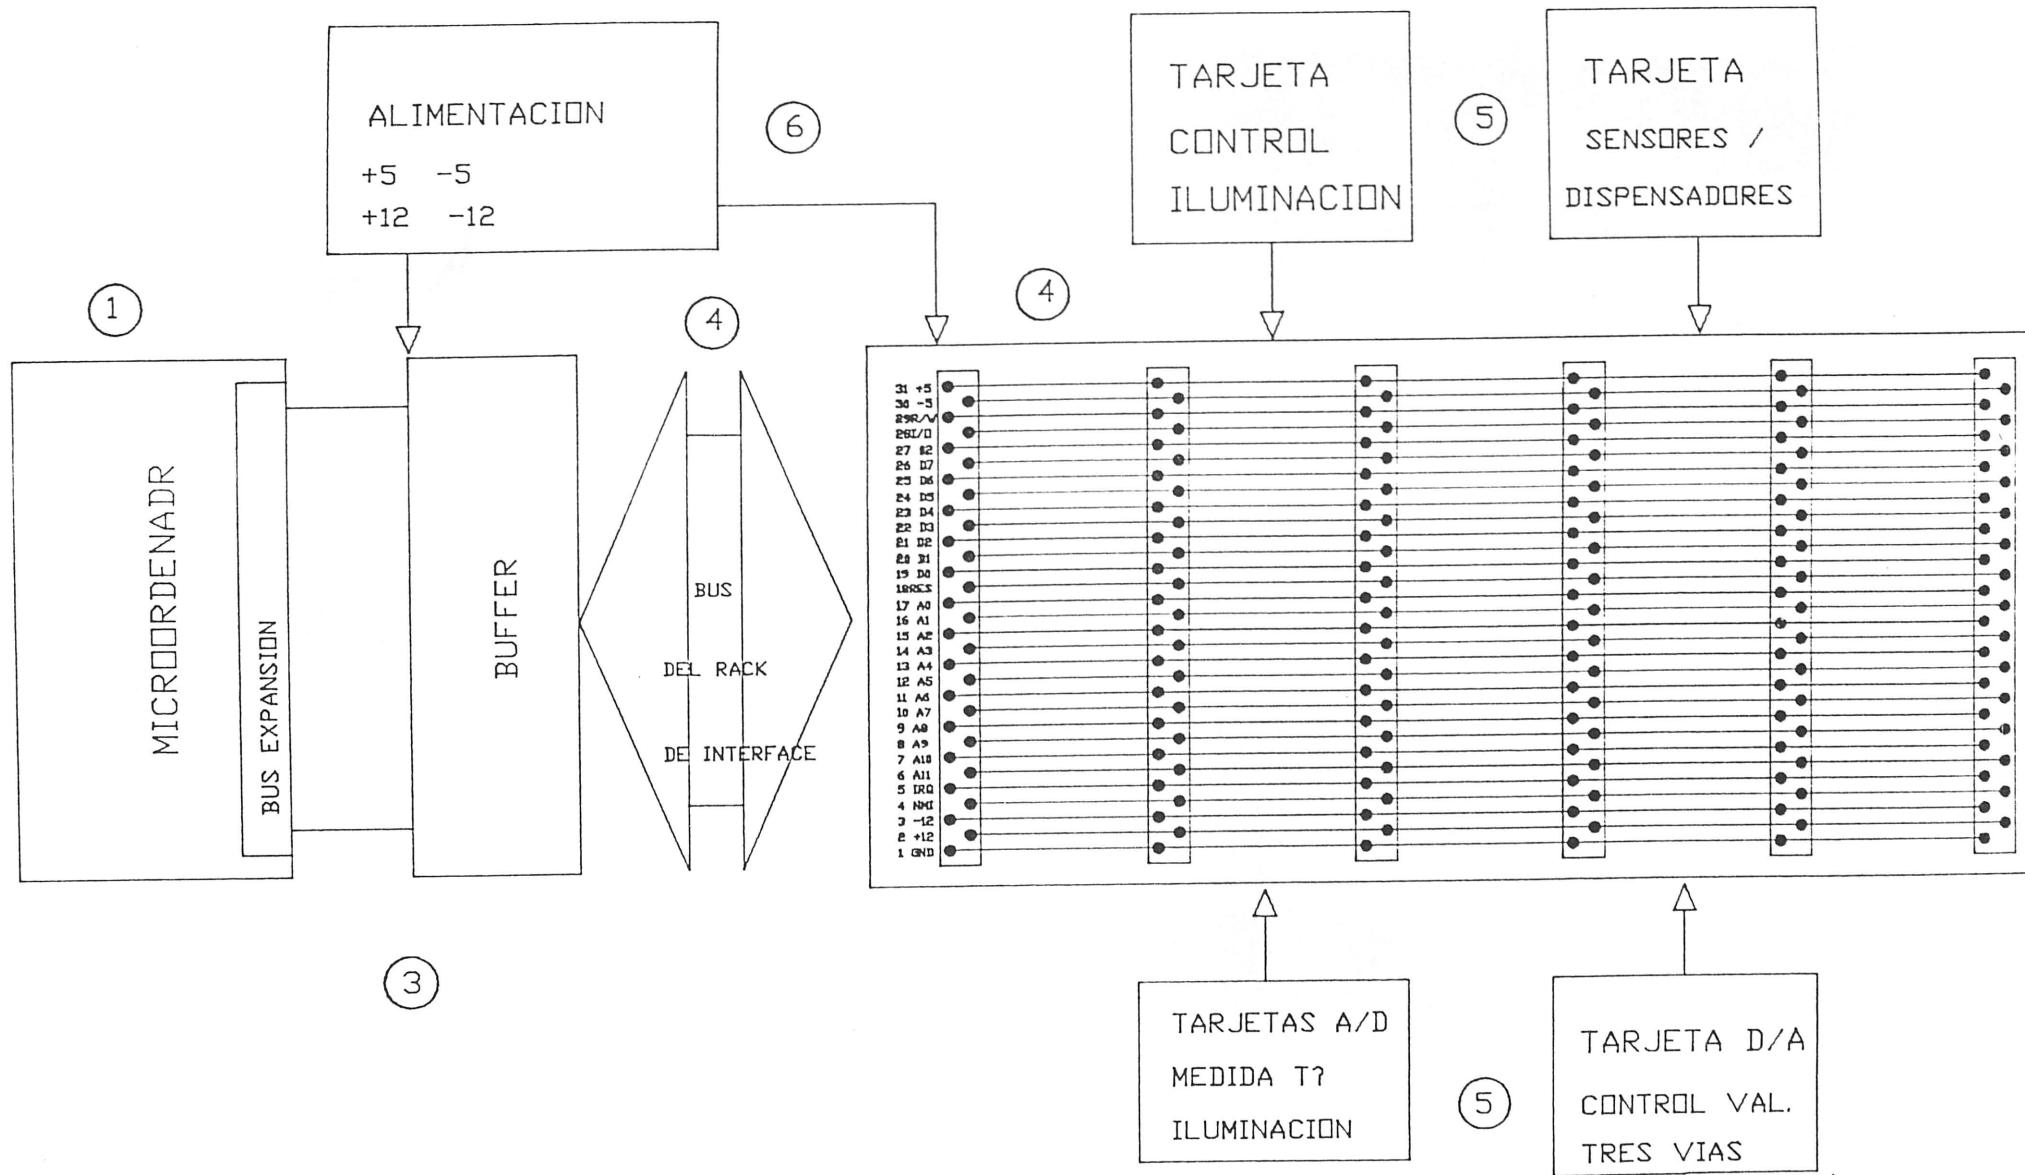 ALIMENTACION
+5 -5
+12 -12
6
TARJETA
CONTROL
ILUMINACION
5
TARJETA
SENSORES /
DISPENSADORES
1
4
4
MICROORDENADR
BUS EXPANSION
BUFFER
BUS
DEL RACK
DE INTERFACE
31 +5
30 -5
29R/W
28I/O
27 ø2
26 D7
25 D6
24 D5
23 D4
22 D3
21 D2
20 D1
19 D0
18RES
17 A0
16 A1
15 A2
14 A3
13 A4
12 A5
11 A6
10 A7
9 A8
8 A9
7 A10
6 A11
5 IRQ
4 NMI
3 -12
2 +12
1 GND
3
TARJETAS A/D
MEDIDA T?
ILUMINACION
5
TARJETA D/A
CONTROL VAL.
TRES VIAS